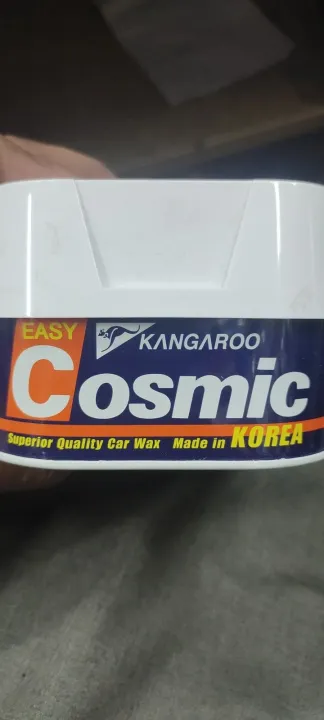 EASY
KANGAROO
Cosmic
Superior Quality Car Wax Made in KOREA